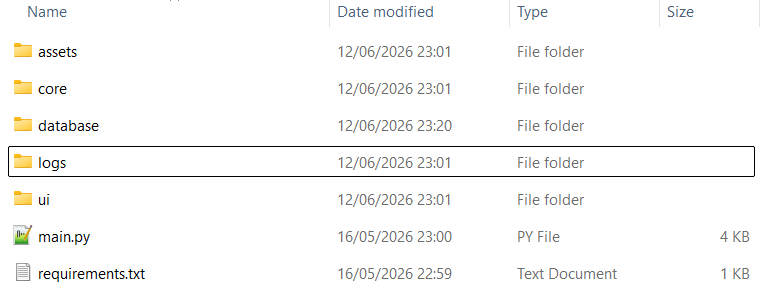 Name Date modified Type Size
assets 12/06/2026 23:01 File folder
core 12/06/2026 23:01 File folder
database 12/06/2026 23:20 File folder
logs 12/06/2026 23:01 File folder
ui 12/06/2026 23:01 File folder
main.py 16/05/2026 23:00 PY File 4 KB
requirements.txt 16/05/2026 22:59 Text Document 1 KB